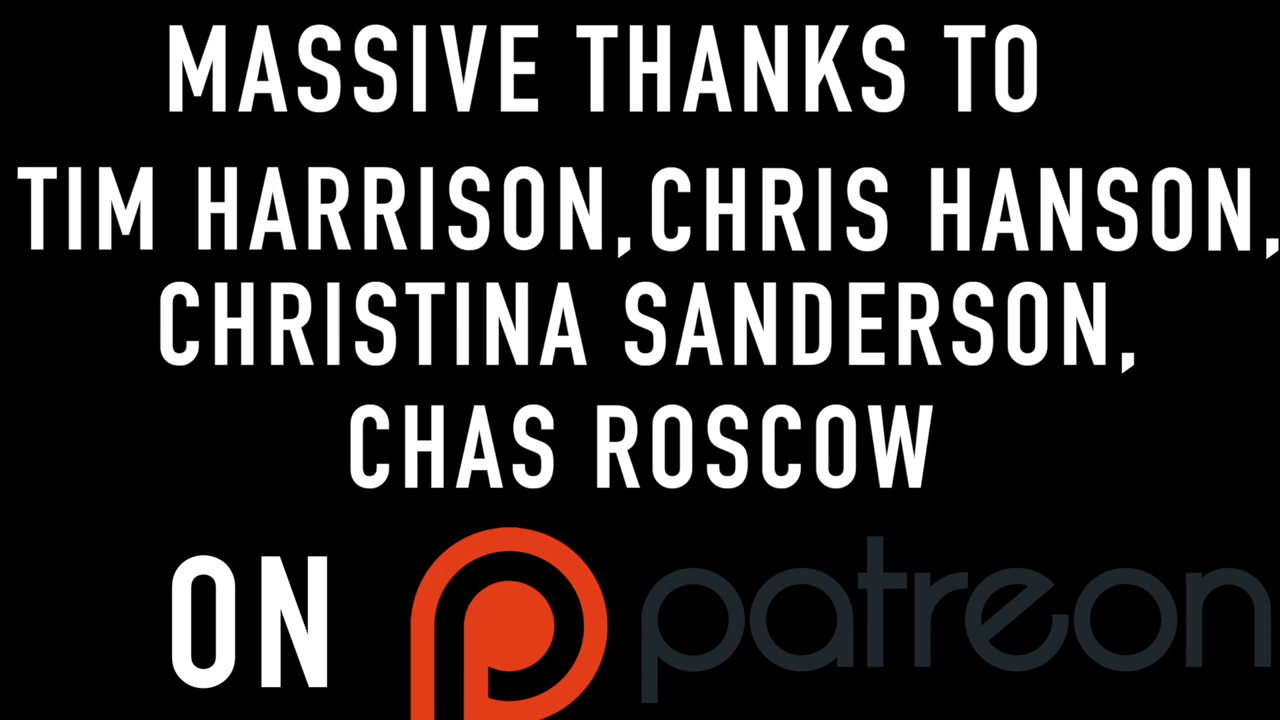 MASSIVE THANKS TO
TIM HARRISON, CHRIS HANSON,
CHRISTINA SANDERSON,
CHAS ROSCOW
ON patreon